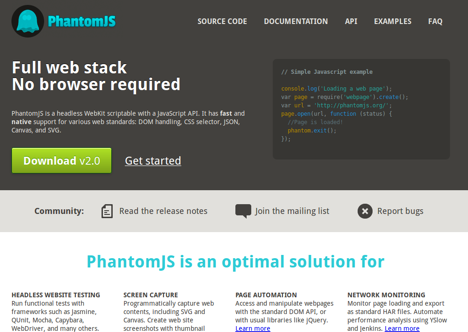 PhantomJS
SOURCE CODE DOCUMENTATION API EXAMPLES FAQ
Full web stack
No browser required
PhantomJS is a headless WebKit scriptable with a JavaScript API. It has fast and
native support for various web standards: DOM handling, CSS selector, JSON,
Canvas, and SVG.
Download v2.0 Get started
// Simple Javascript example
console.log('Loading a web page');
var page = require('webpage').create();
var url = 'http://phantomjs.org/';
page.open(url, function (status) {
//Page is loaded!
phantom.exit();
});
Community: Read the release notes Join the mailing list Report bugs
PhantomJS is an optimal solution for
HEADLESS WEBSITE TESTING
Run functional tests with
frameworks such as Jasmine,
QUnit, Mocha, Capybara,
WebDriver, and many others.
SCREEN CAPTURE
Programmatically capture web
contents, including SVG and
Canvas. Create web site
screenshots with thumbnail
PAGE AUTOMATION
Access and manipulate webpages
with the standard DOM API, or
with usual libraries like jQuery.
Learn more
NETWORK MONITORING
Monitor page loading and export
as standard HAR files. Automate
performance analysis using YSlow
and Jenkins. Learn more